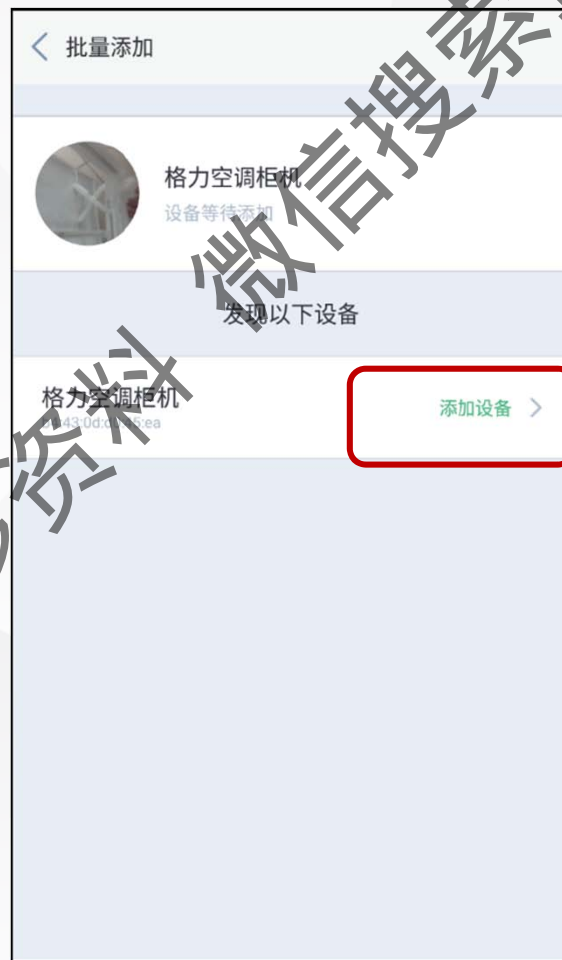 批量添加
格力空调柜机
设备等待添加
发现以下设备
格力空调柜机
添加设备
资料 微信搜索